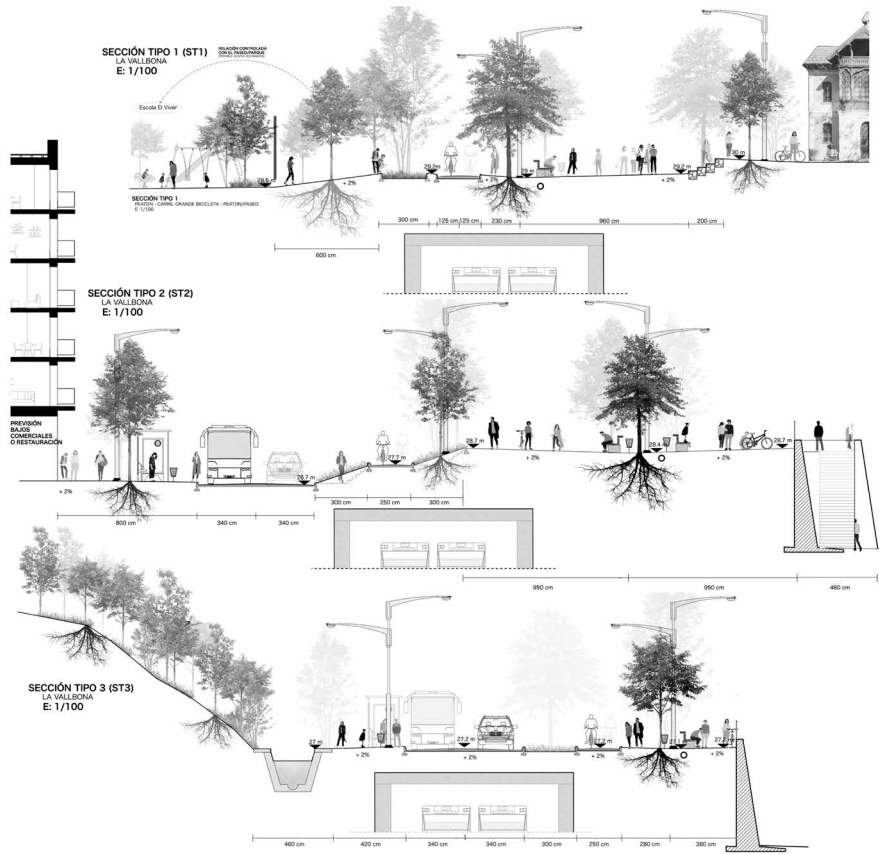 SECCIÓN TIPO 1 (ST1)
LA VALLBONA
E: 1/100
RELACIÓN CONTROLADA
CON EL PASEO/PARQUE
Escola El Viver
28.6
+ 2%
29.2 m
29 m
+ 2%
+ 2%
29.2 m
30 m
SECCIÓN TIPO 1
PEATON - CARRIL GRANDE BICICLETA - PEATON/PASEO
E: 1/100
300 cm
125 cm
125 cm
230 cm
960 cm
200 cm
600 cm
SECCIÓN TIPO 2 (ST2)
LA VALLBONA
E: 1/100
PREVISIÓN
BAJOS
COMERCIALES
O RESTAURACIÓN
+ 2%
26.7 m
27.7 m
28.7 m
+ 2%
28.4 m
+ 2%
28.7 m
800 cm
340 cm
340 cm
300 cm
250 cm
300 cm
950 cm
950 cm
460 cm
SECCIÓN TIPO 3 (ST3)
LA VALLBONA
E: 1/100
27 m
+ 2%
27.2 m
+ 2%
27.2 m
+ 2%
27.1
27.2
+ 2%
460 cm
420 cm
340 cm
340 cm
300 cm
250 cm
280 cm
380 cm